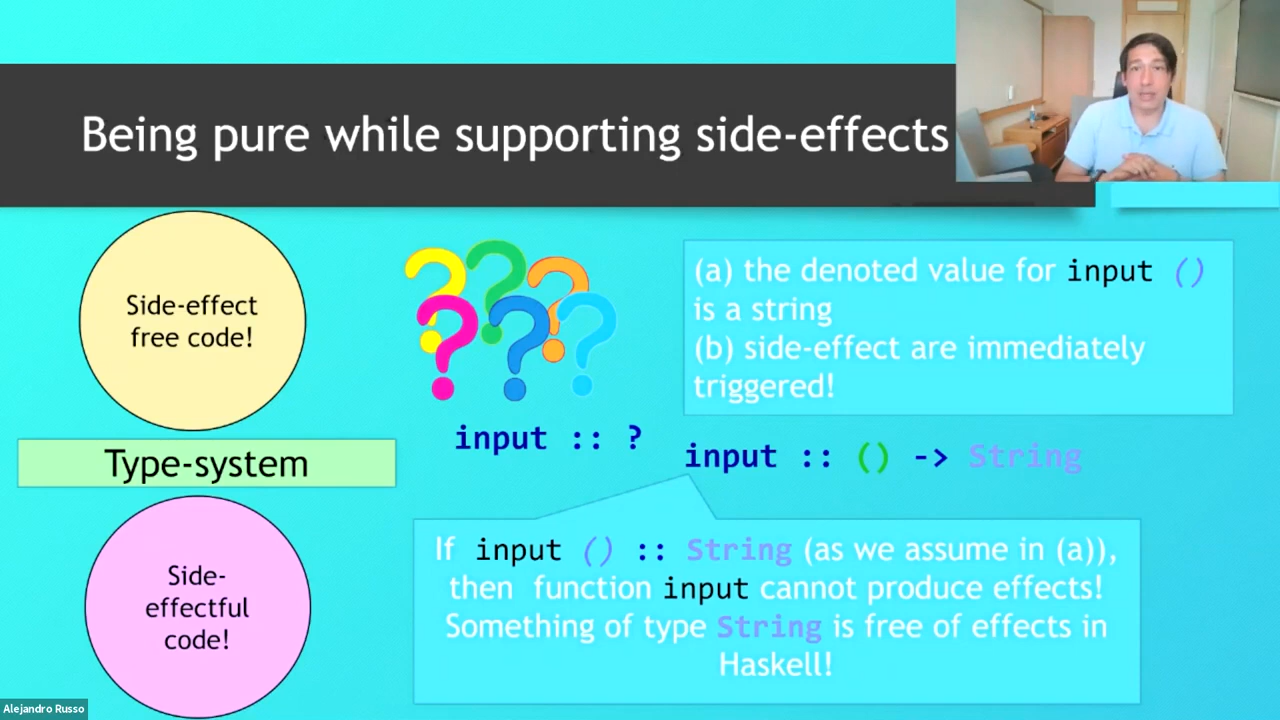 Being pure while supporting side-effects
Side-effect
free code!
Type-system
Side-
effectful
code!
input :: ?
(a) the denoted value for input ()
is a string
(b) side-effect are immediately
triggered!
input :: () -> String
If input () :: String (as we assume in (a)),
then function input cannot produce effects!
Something of type String is free of effects in
Haskell!
Alejandro Russo